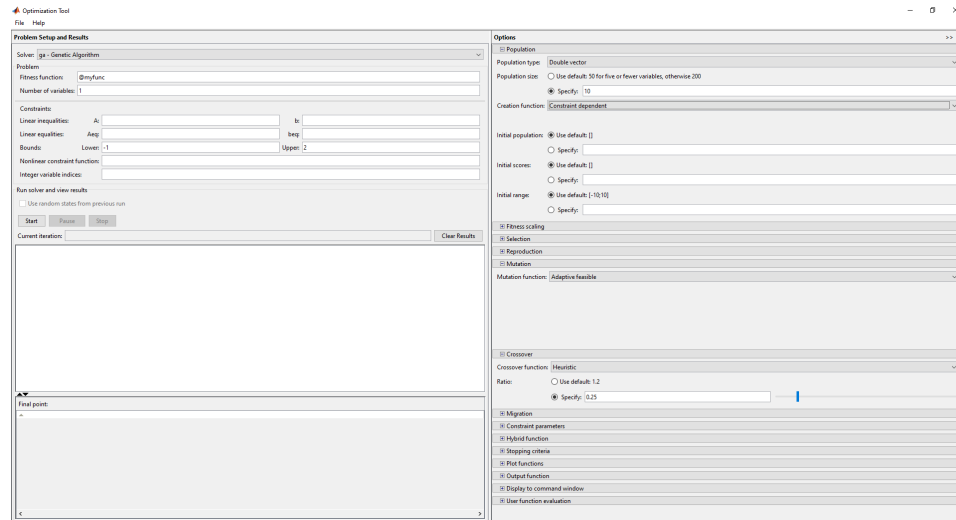 Optimization Tool
File Help
Problem Setup and Results
Solver: ga - Genetic Algorithm
Problem
Fitness function: @myfunc
Number of variables: 1
Constraints:
Linear inequalities: A: b:
Linear equalities: Aeq: beq:
Bounds: Lower: -1 Upper: 2
Nonlinear constraint function:
Integer variable indices:
Run solver and view results
Use random states from previous run
Start Pause Stop
Current iteration: Clear Results
Final point:
Options >>
Population
Population type: Double vector
Population size: Use default: 50 for five or fewer variables, otherwise 200
Specify: 10
Creation function: Constraint dependent
Initial population: Use default: []
Specify:
Initial scores: Use default: []
Specify:
Initial range: Use default: [-10;10]
Specify:
Fitness scaling
Selection
Reproduction
Mutation
Mutation function: Adaptive feasible
Crossover
Crossover function: Heuristic
Ratio: Use default: 1.2
Specify: 0.25
Migration
Constraint parameters
Hybrid function
Stopping criteria
Plot functions
Output function
Display to command window
User function evaluation